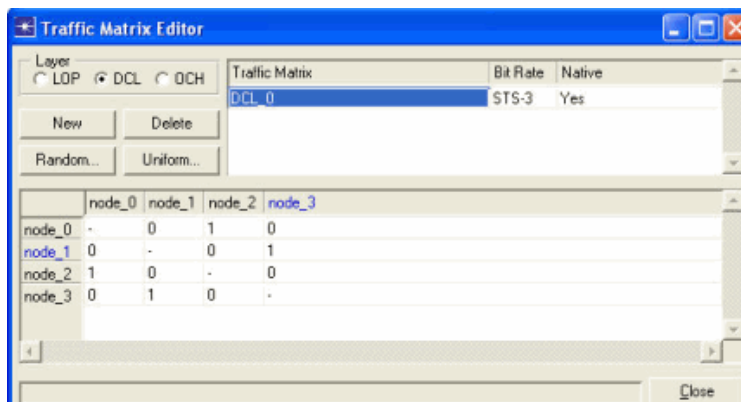 Traffic Matrix Editor
Layer
LOP DCL OCH
New Delete
Random... Uniform...
Traffic Matrix Bit Rate Native
DCL_0 STS-3 Yes
node_0 node_1 node_2 node_3
node_0 - 0 1 0
node_1 0 - 0 1
node_2 1 0 - 0
node_3 0 1 0 -
Close